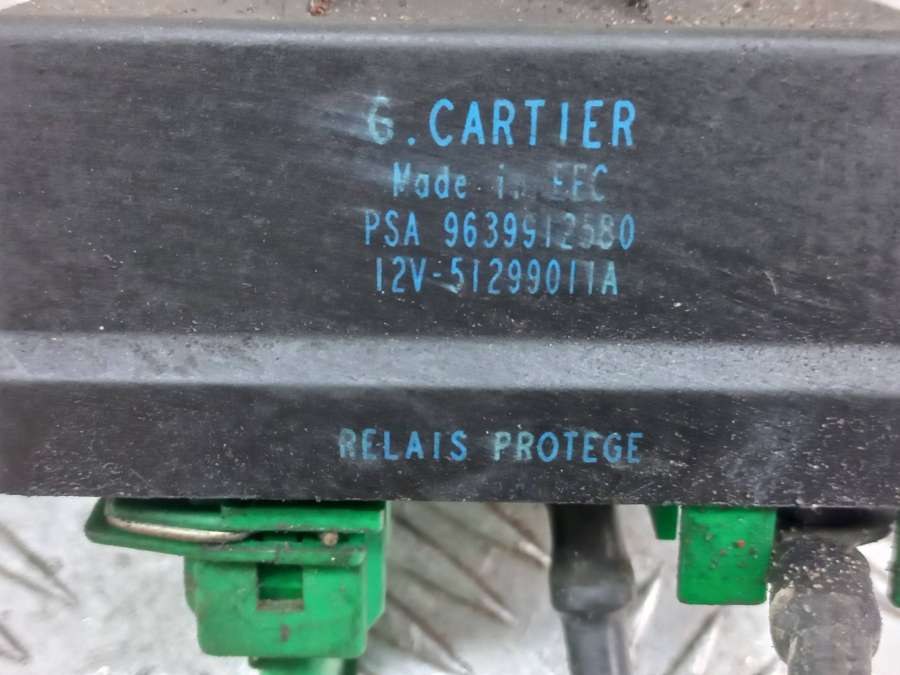 G.CARTIER
Made in EEC
PSA 9639912580
12V-51299011A
RELAIS PROTEGE